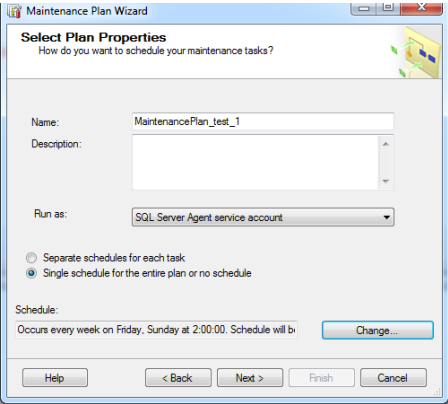 Maintenance Plan Wizard
Select Plan Properties
How do you want to schedule your maintenance tasks?
Name:
MaintenancePlan_test_1
Description:
Run as:
SQL Server Agent service account
Separate schedules for each task
Single schedule for the entire plan or no schedule
Schedule:
Occurs every week on Friday, Sunday at 2:00:00. Schedule will
Change...
Help
< Back
Next >
Finish
Cancel